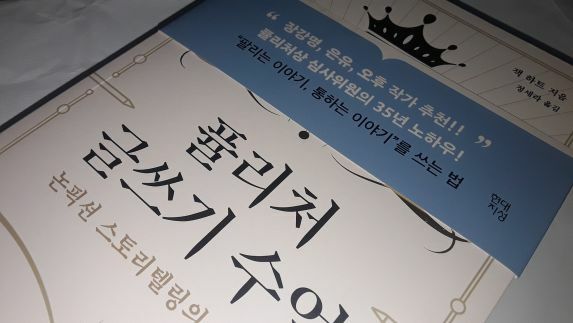 “ 장강명, 은유, 오후 작가 추천!!
퓰리처상 심사위원의 35년 노하우! ”
“팔리는 이야기, 통하는 이야기”를 쓰는 법
잭 하트 지음
정세라 옮김
현대
지성
퓰리처
글쓰기 수업
논픽션 스토리텔링의